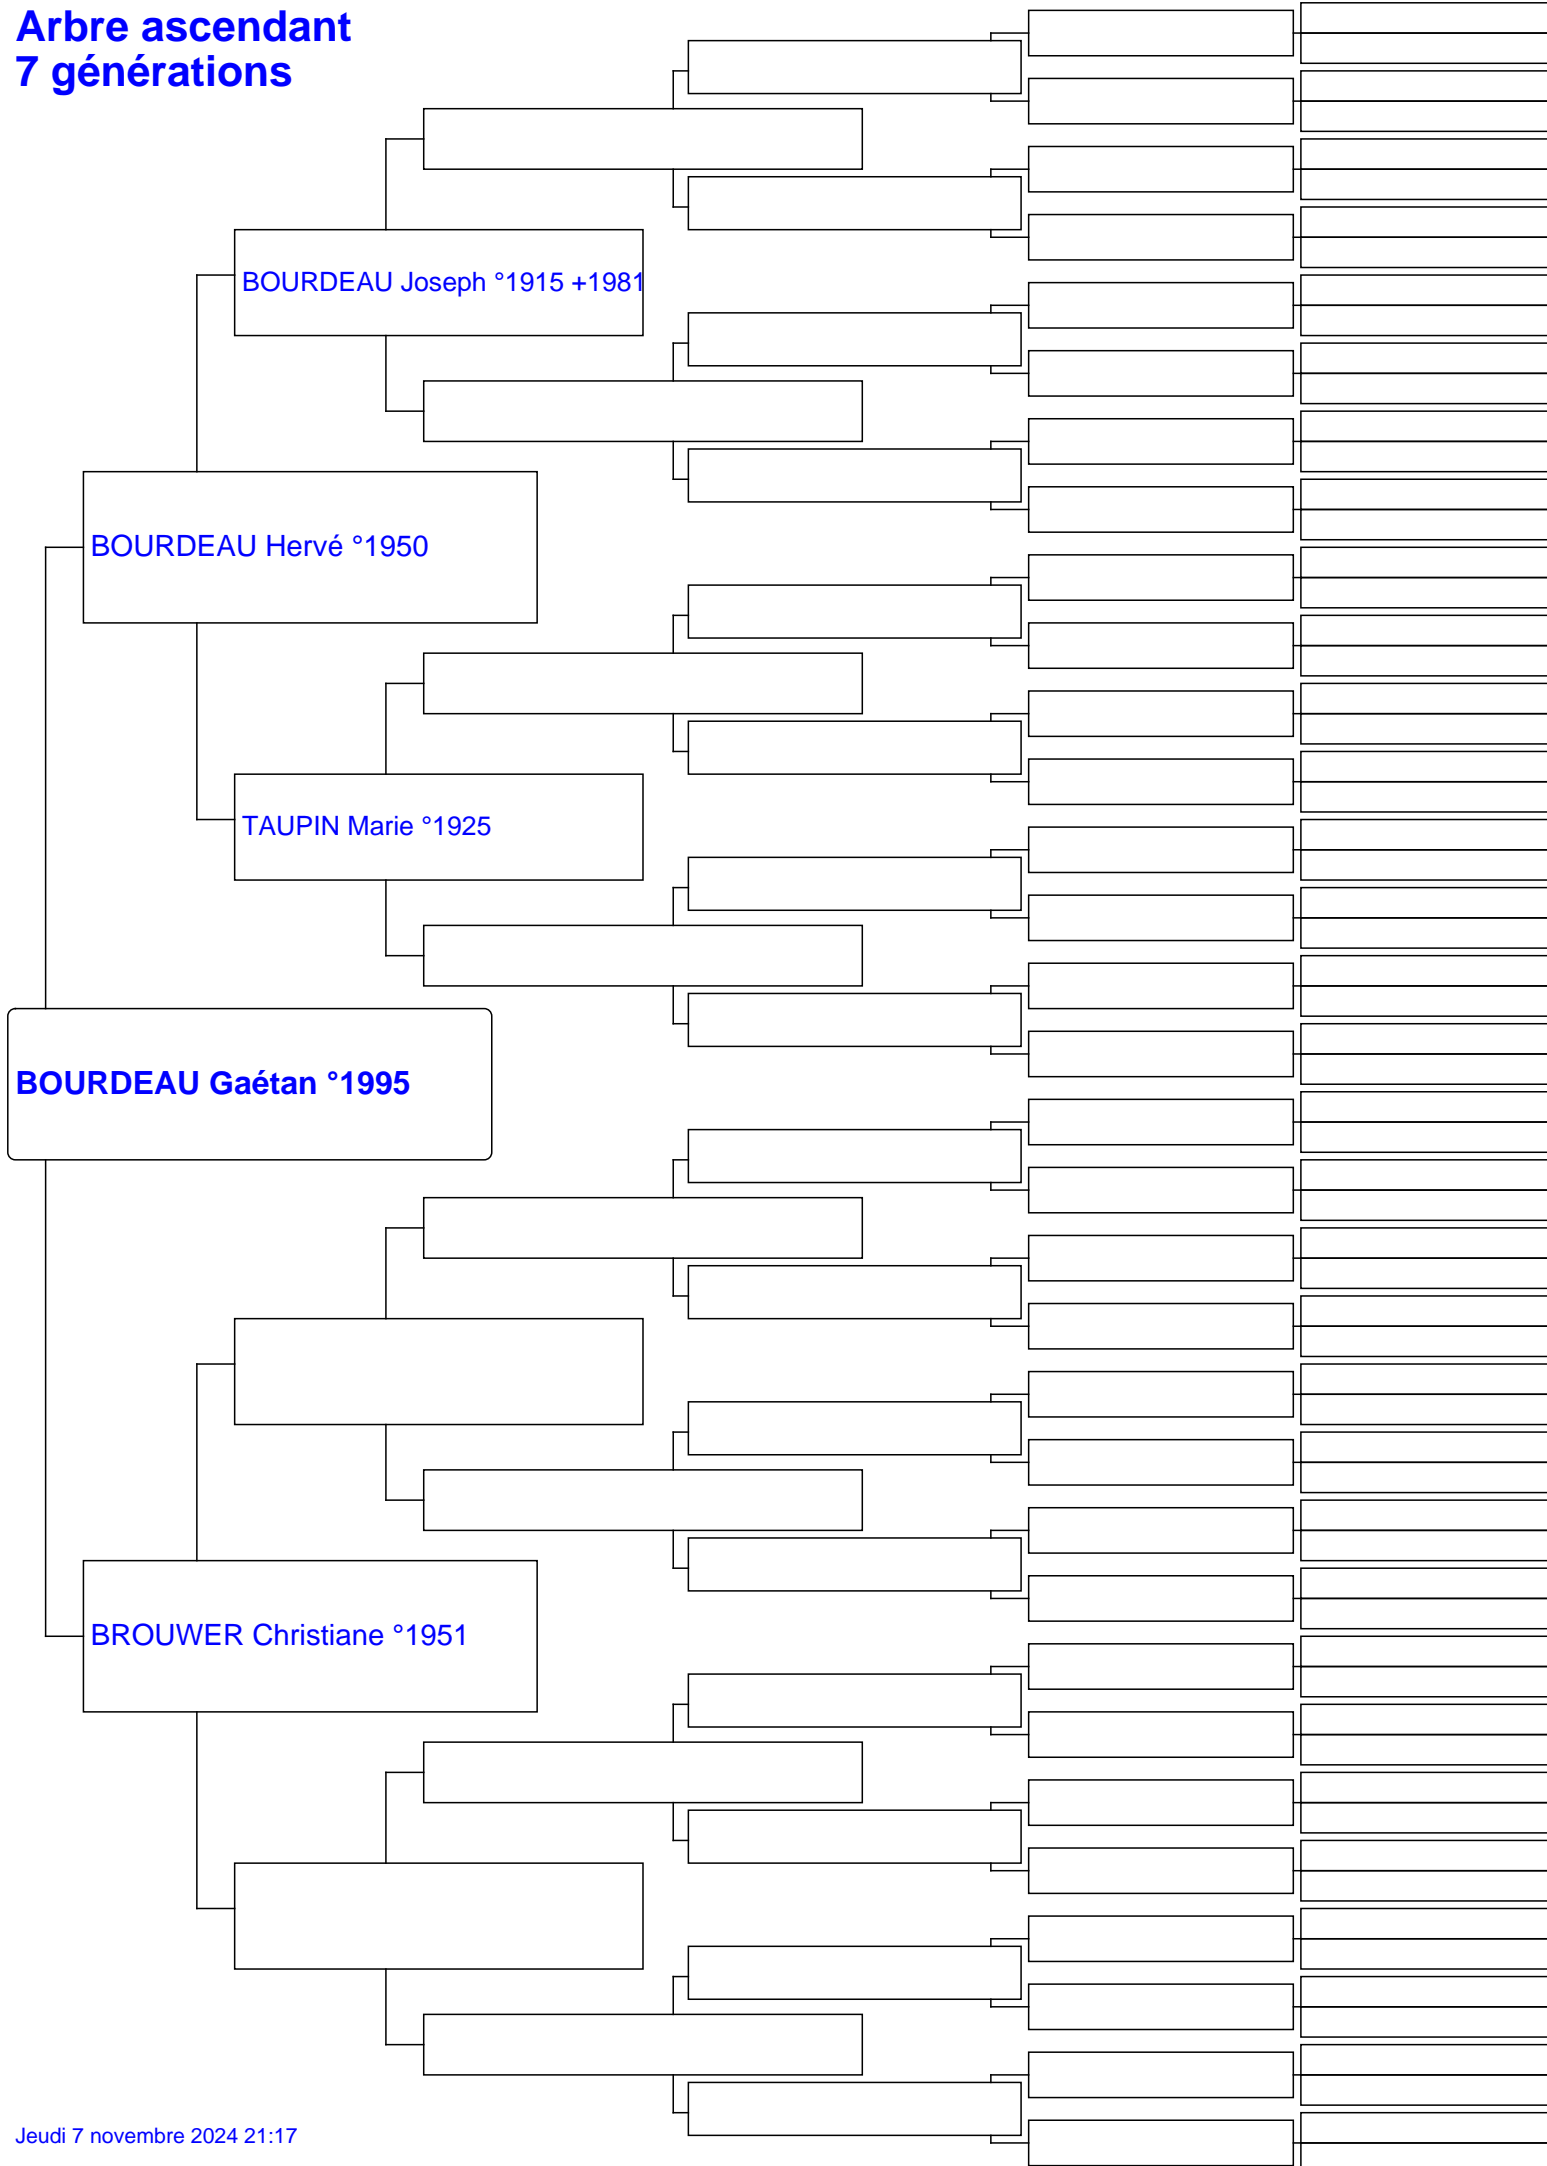 Arbre ascendant
7 générations
BOURDEAU Joseph °1915 +1981
BOURDEAU Hervé °1950
TAUPIN Marie °1925
BOURDEAU Gaétan °1995
BROUWER Christiane °1951
Jeudi 7 novembre 2024 21:17